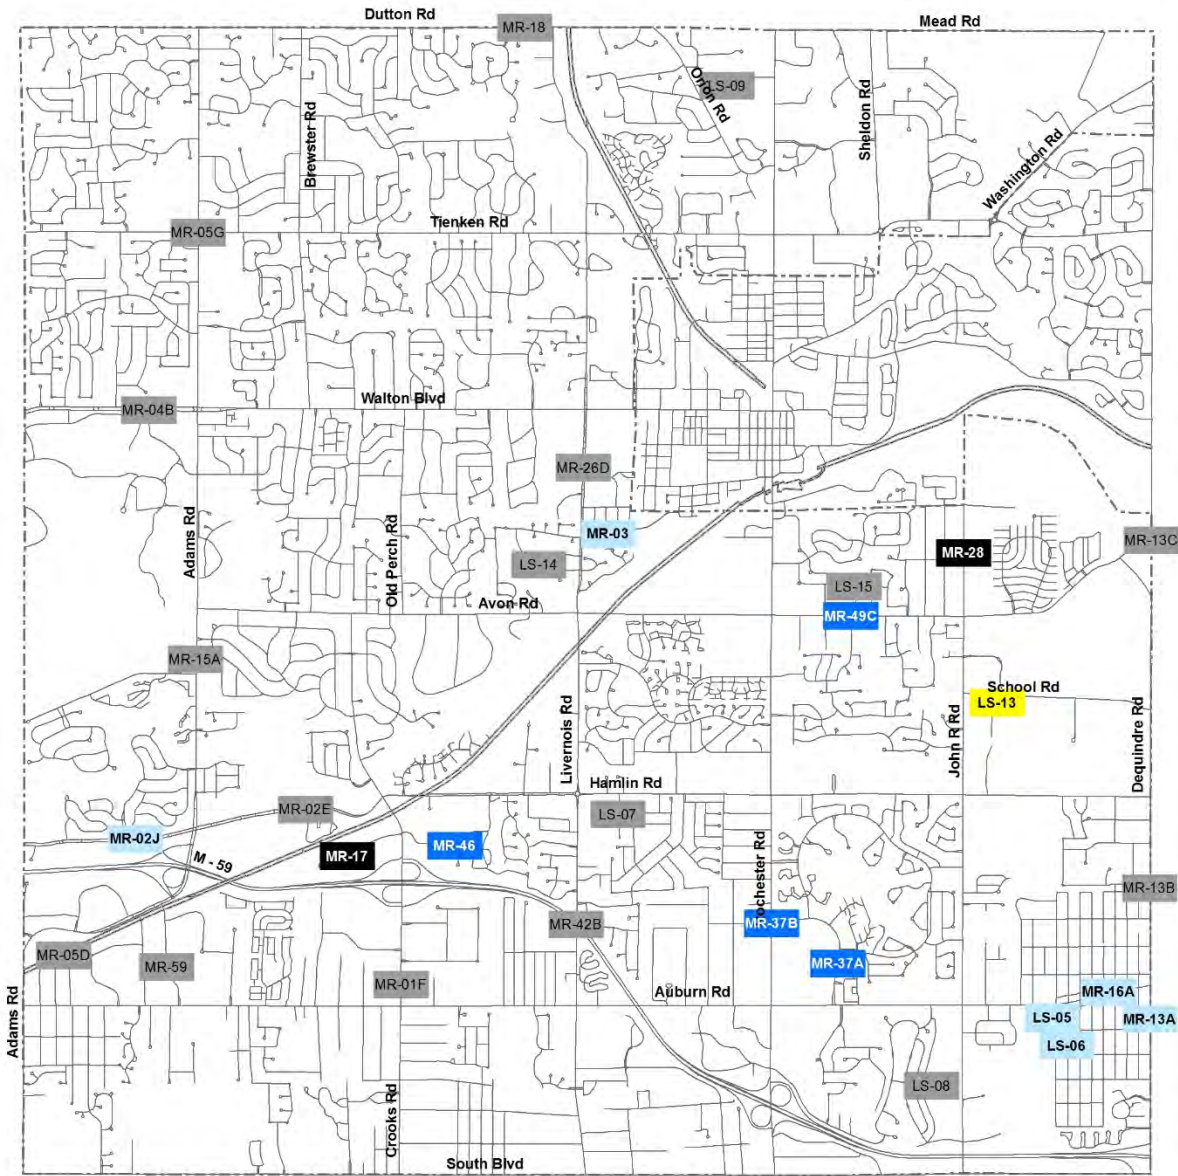 Dutton Rd
Mead Rd
MR-18
Orion Rd
LS-09
Sheldon Rd
Brewster Rd
Washington Rd
Tienken Rd
MR-05G
Walton Blvd
MR-04B
MR-26D
Adams Rd
Old Perch Rd
MR-03
MR-28
MR-13C
LS-14
LS-15
Avon Rd
MR-49C
MR-15A
School Rd
LS-13
Livernois Rd
John R Rd
Dequindre Rd
Hamlin Rd
MR-02E
LS-07
MR-02J
MR-17
MR-46
M - 59
ochester Rd
MR-13B
MR-42B
MR-37B
MR-05D
MR-59
MR-37A
MR-01F
Auburn Rd
MR-16A
Adams Rd
LS-05
MR-13A
LS-06
LS-08
Crooks Rd
South Blvd